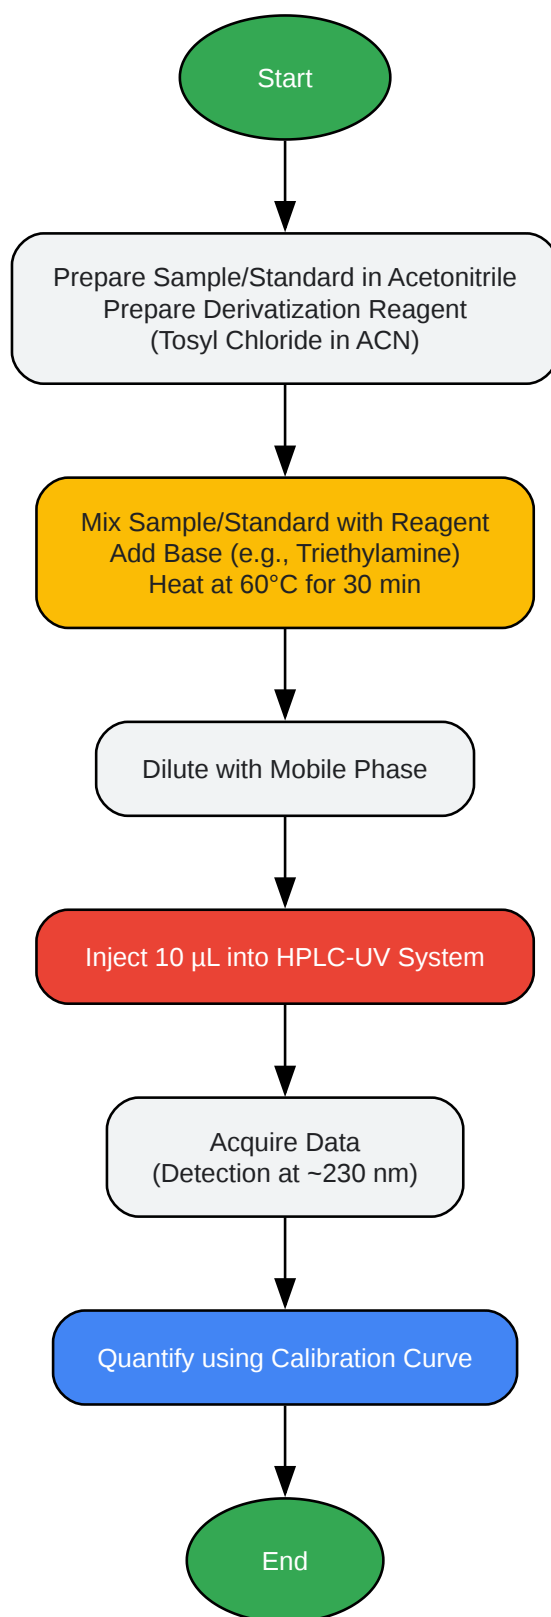 Start
Prepare Sample/Standard in Acetonitrile
Prepare Derivatization Reagent
(Tosyl Chloride in ACN)
Mix Sample/Standard with Reagent
Add Base (e.g., Triethylamine)
Heat at 60°C for 30 min
Dilute with Mobile Phase
Inject 10 µL into HPLC-UV System
Acquire Data
(Detection at ~230 nm)
Quantify using Calibration Curve
End